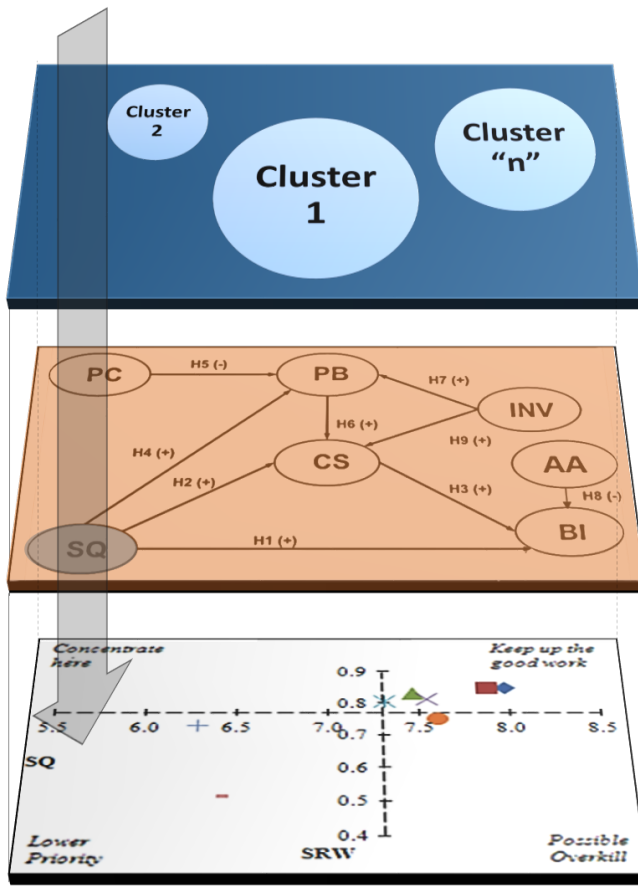 Cluster
2
Cluster
1
Cluster
“n”
PC
H5 (-)
PB
H7 (+)
INV
H4 (+)
H6 (+)
H9 (+)
H2 (+)
CS
AA
H3 (+)
H8 (-)
SQ
H1 (+)
BI
Concentrate
here
Keep up the
good work
0.9
0.8
5.5 6.0 6.5 7.0 7.5 8.0 8.5
0.7
SQ
0.6
0.5
0.4
Lower
Priority
SRW
Possible
Overkill